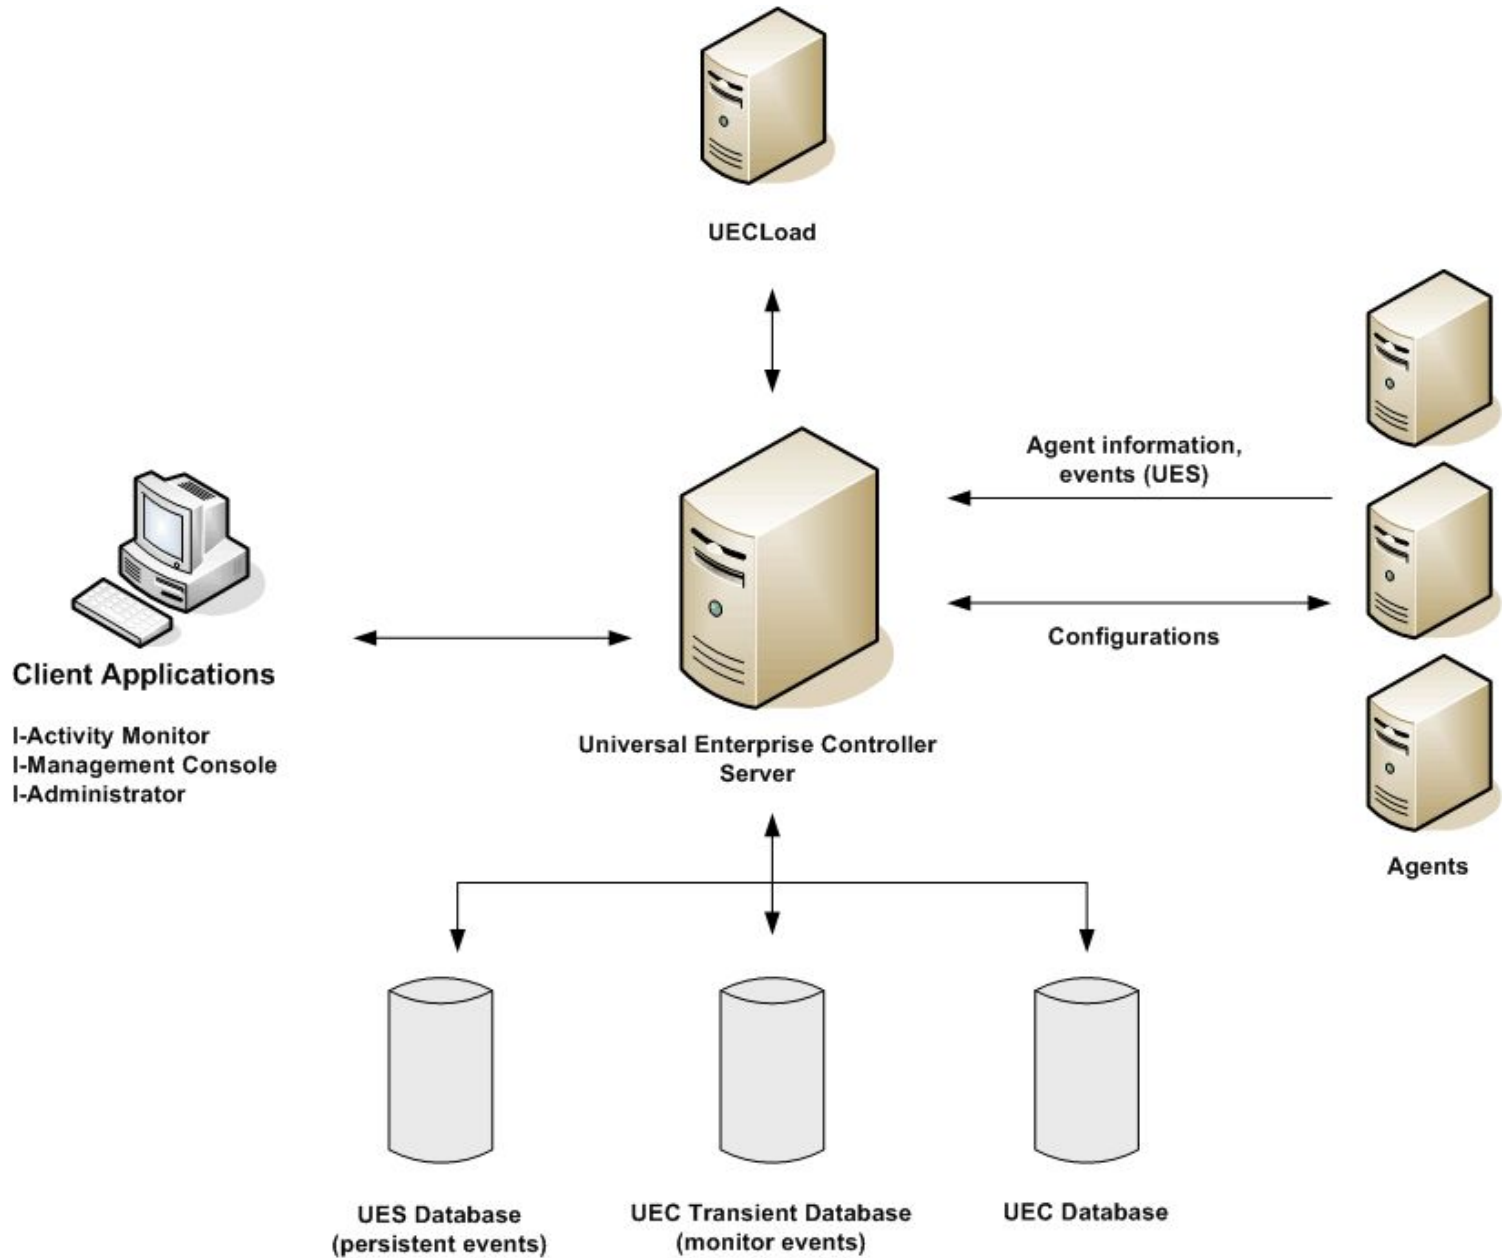 UECLoad
Agent information,
events (UES)
Configurations
Client Applications
I-Activity Monitor
I-Management Console
I-Administrator
Universal Enterprise Controller
Server
Agents
UES Database
(persistent events)
UEC Transient Database
(monitor events)
UEC Database